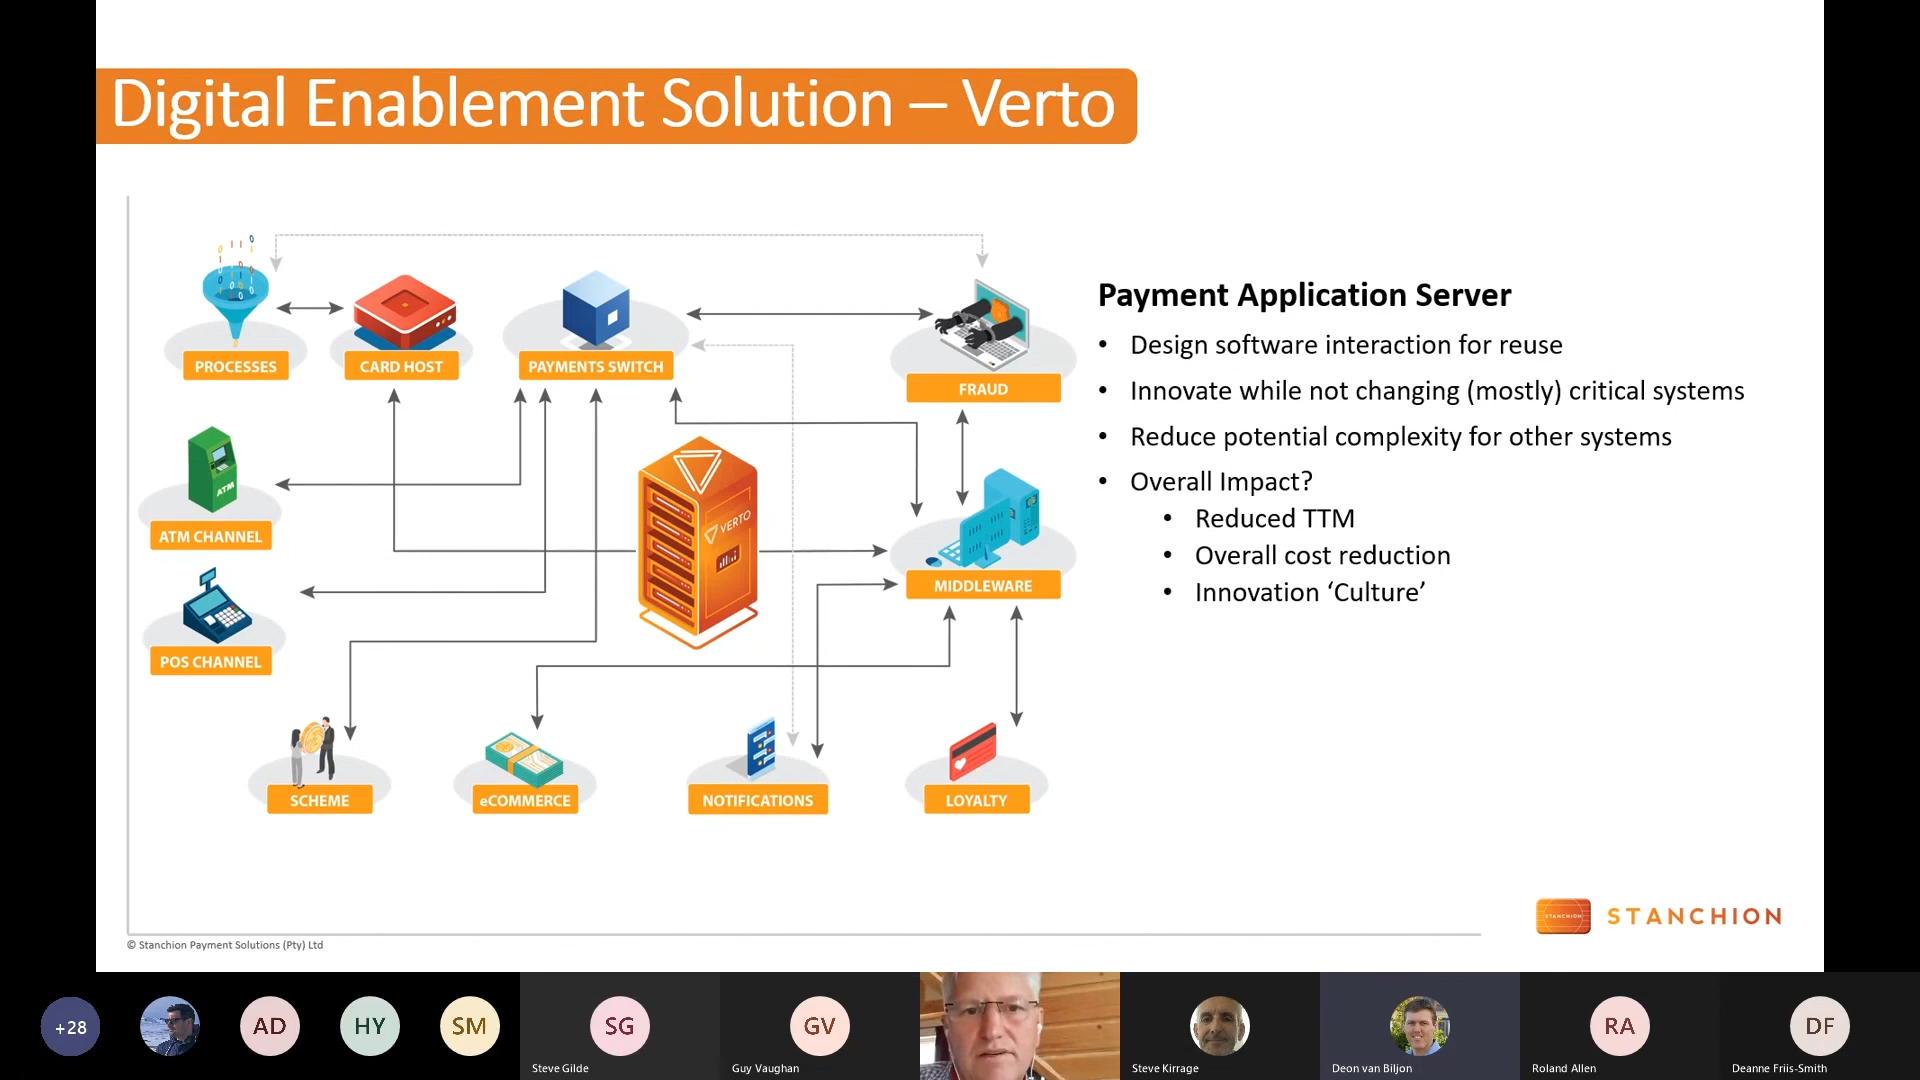 Digital Enablement Solution – Verto
PROCESSES
CARD HOST
PAYMENTS SWITCH
FRAUD
ATM
ATM CHANNEL
VERTO
MIDDLEWARE
POS CHANNEL
SCHEME
eCOMMERCE
NOTIFICATIONS
LOYALTY
Payment Application Server
• Design software interaction for reuse
• Innovate while not changing (mostly) critical systems
• Reduce potential complexity for other systems
• Overall Impact?
• Reduced TTM
• Overall cost reduction
• Innovation ‘Culture’
STANCHION
STANCHION
© Stanchion Payment Solutions (Pty) Ltd
+28
AD
HY
SM
SG
Steve Gilde
GV
Guy Vaughan
Steve Kirrage
Deon van Biljon
RA
Roland Allen
DF
Deanne Friis-Smith